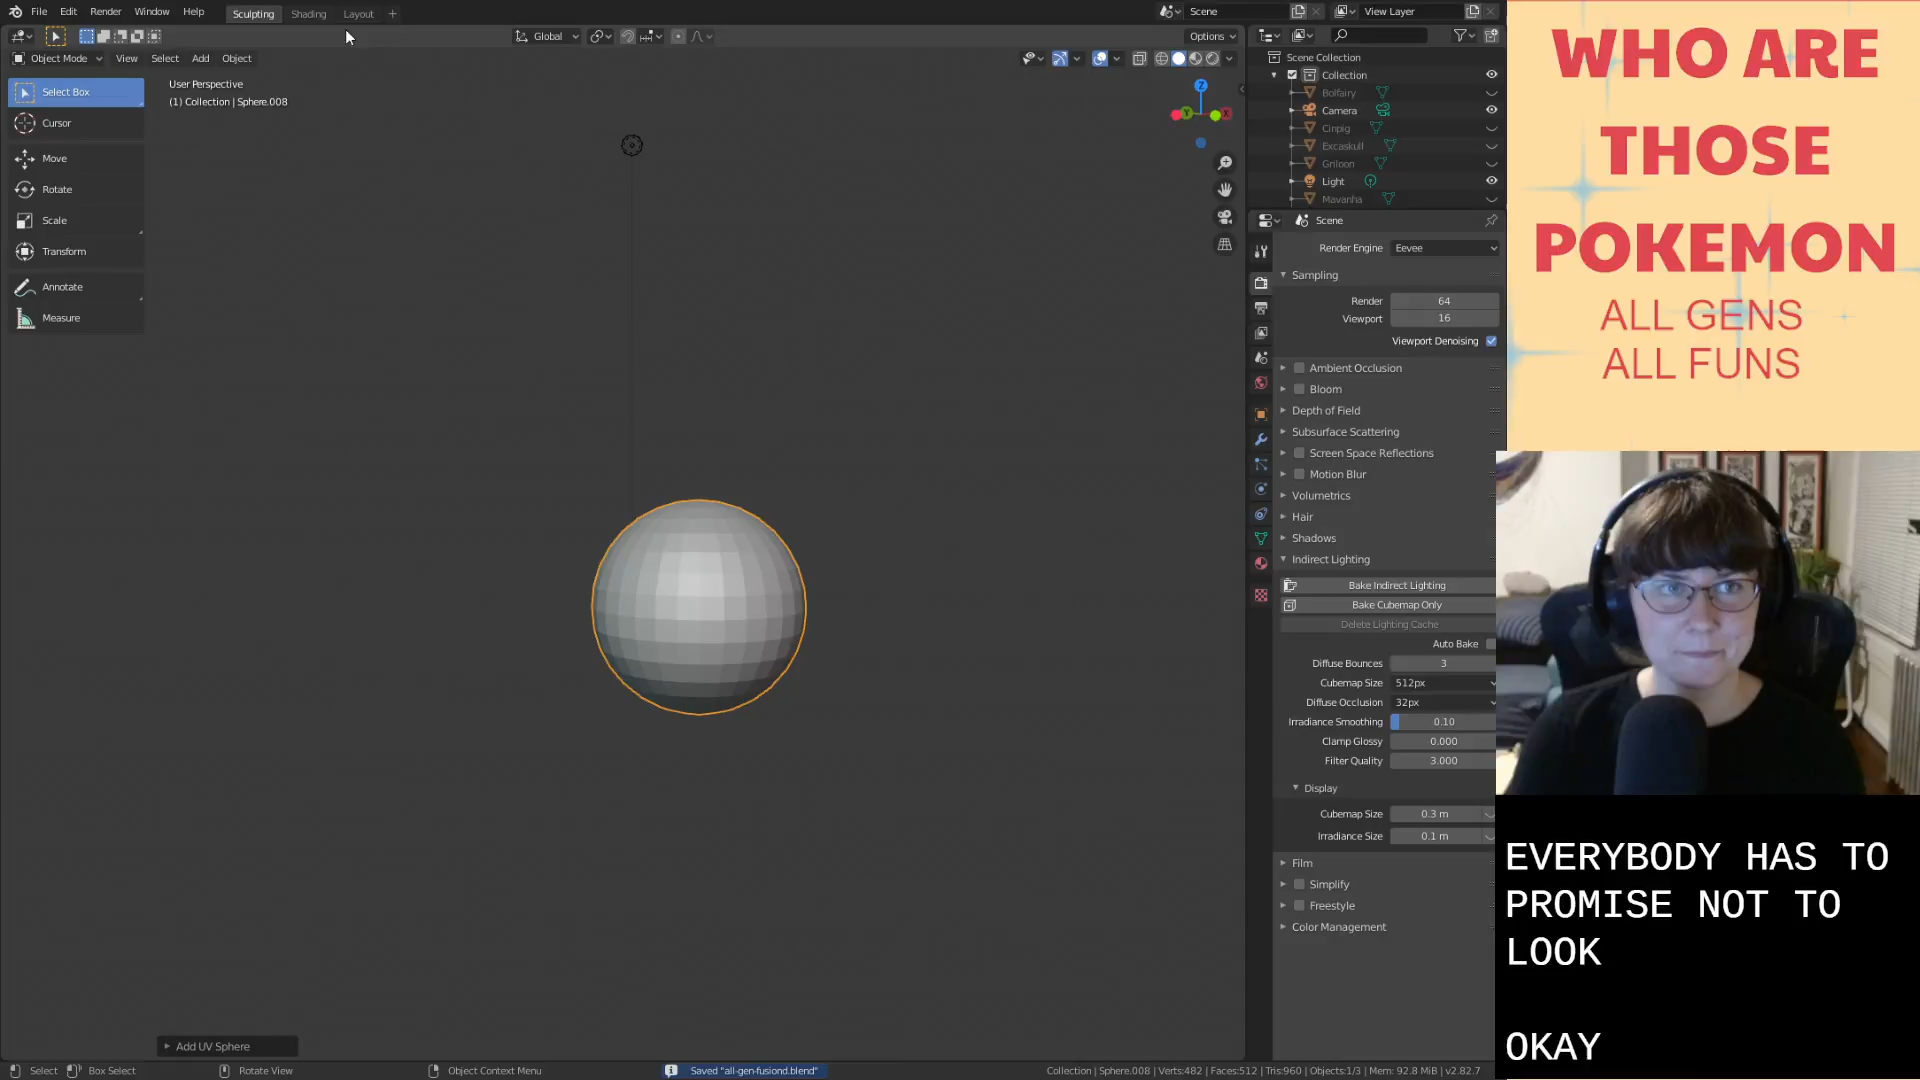 File Edit Render Window Help Sculpting Shading Layout +
Scene View Layer
Global Options
Object Mode View Select Add Object
Select Box
Cursor
Move
Rotate
Scale
Transform
Annotate
Measure
User Perspective
(1) Collection | Sphere.008
Z
Y X
Add UV Sphere
Scene Collection
Collection
Bolfairy
Camera
Cinpig
Excaskull
Griloon
Light
Mavanha
Scene
Render Engine Eevee
Sampling
Render 64
Viewport 16
Viewport Denoising
Ambient Occlusion
Bloom
Depth of Field
Subsurface Scattering
Screen Space Reflections
Motion Blur
Volumetrics
Hair
Shadows
Indirect Lighting
Bake Indirect Lighting
Bake Cubemap Only
Delete Lighting Cache
Auto Bake
Diffuse Bounces 3
Cubemap Size 512px
Diffuse Occlusion 32px
Irradiance Smoothing 0.10
Clamp Glossy 0.000
Filter Quality 3.000
Display
Cubemap Size 0.3 m
Irradiance Size 0.1 m
Film
Simplify
Freestyle
Color Management
WHO ARE
THOSE
POKEMON
ALL GENS
ALL FUNS
EVERYBODY HAS TO
PROMISE NOT TO
LOOK
OKAY
Select Box Select Rotate View Object Context Menu Saved "all-gen-fusiond.blend" Collection | Sphere.008 | Verts:482 | Faces:512 | Tris:960 | Objects:1/3 | Mem: 92.8 MiB | v2.82.7